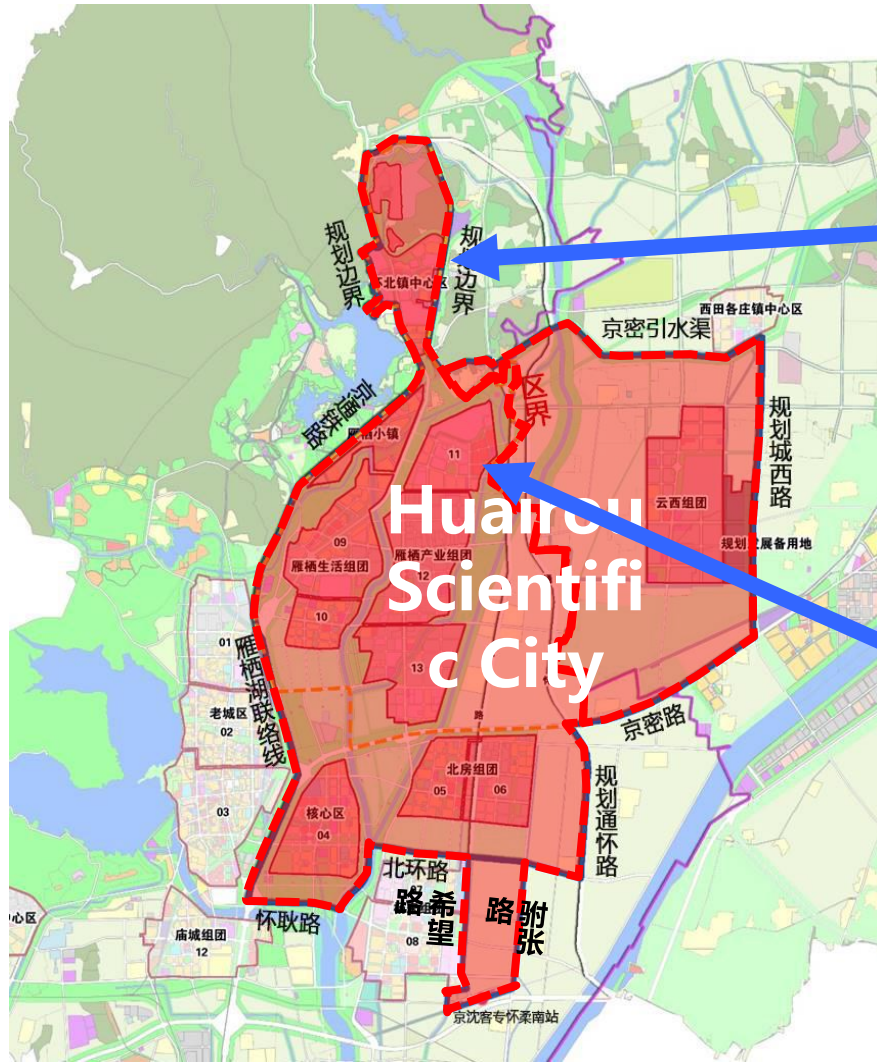 规划边界
规划边界
怀北镇中心区
西田各庄镇中心区
京密引水渠
区界
京通铁路
雁栖小镇
规划城西路
11
云西组团
Huairou
Scientifi
c City
09
雁栖生活组团
雁栖产业组团
12
规划发展备用地
10
13
01
雁栖湖联络线
老城区
02
路
京密路
北房组团
05
06
规划通怀路
03
核心区
04
北环路
怀耿路
希望路
驸张路
08
庙城组团
12
中心区
京沈客专怀柔南站